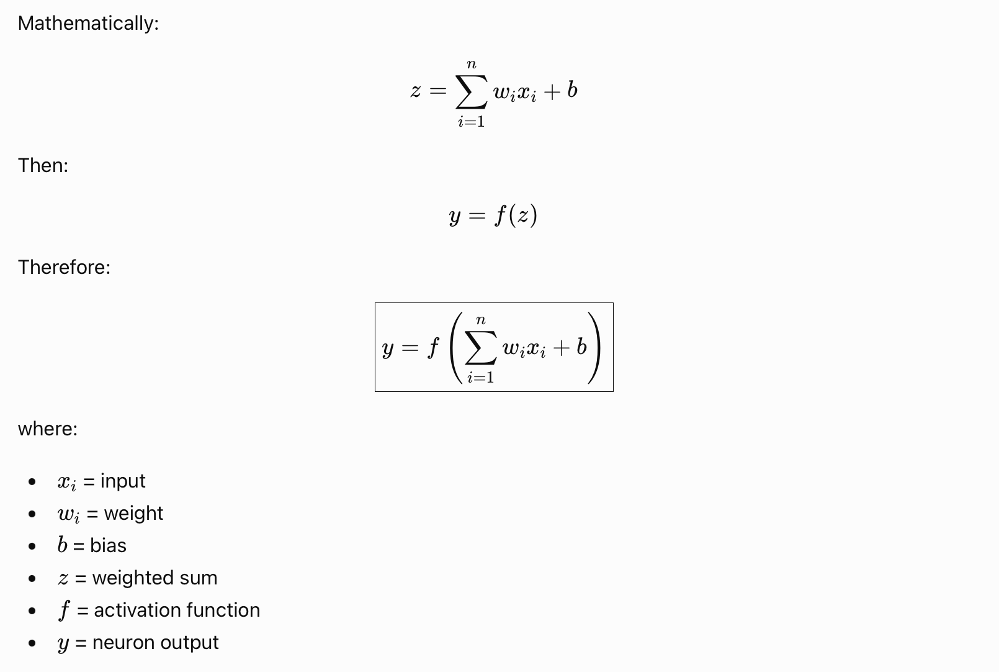 Mathematically:
z = \sum_{i=1}^{n} w_i x_i + b
Then:
y = f(z)
Therefore:
y = f\left(\sum_{i=1}^{n} w_i x_i + b\right)
where:
• x_i = input
• w_i = weight
• b = bias
• z = weighted sum
• f = activation function
• y = neuron output